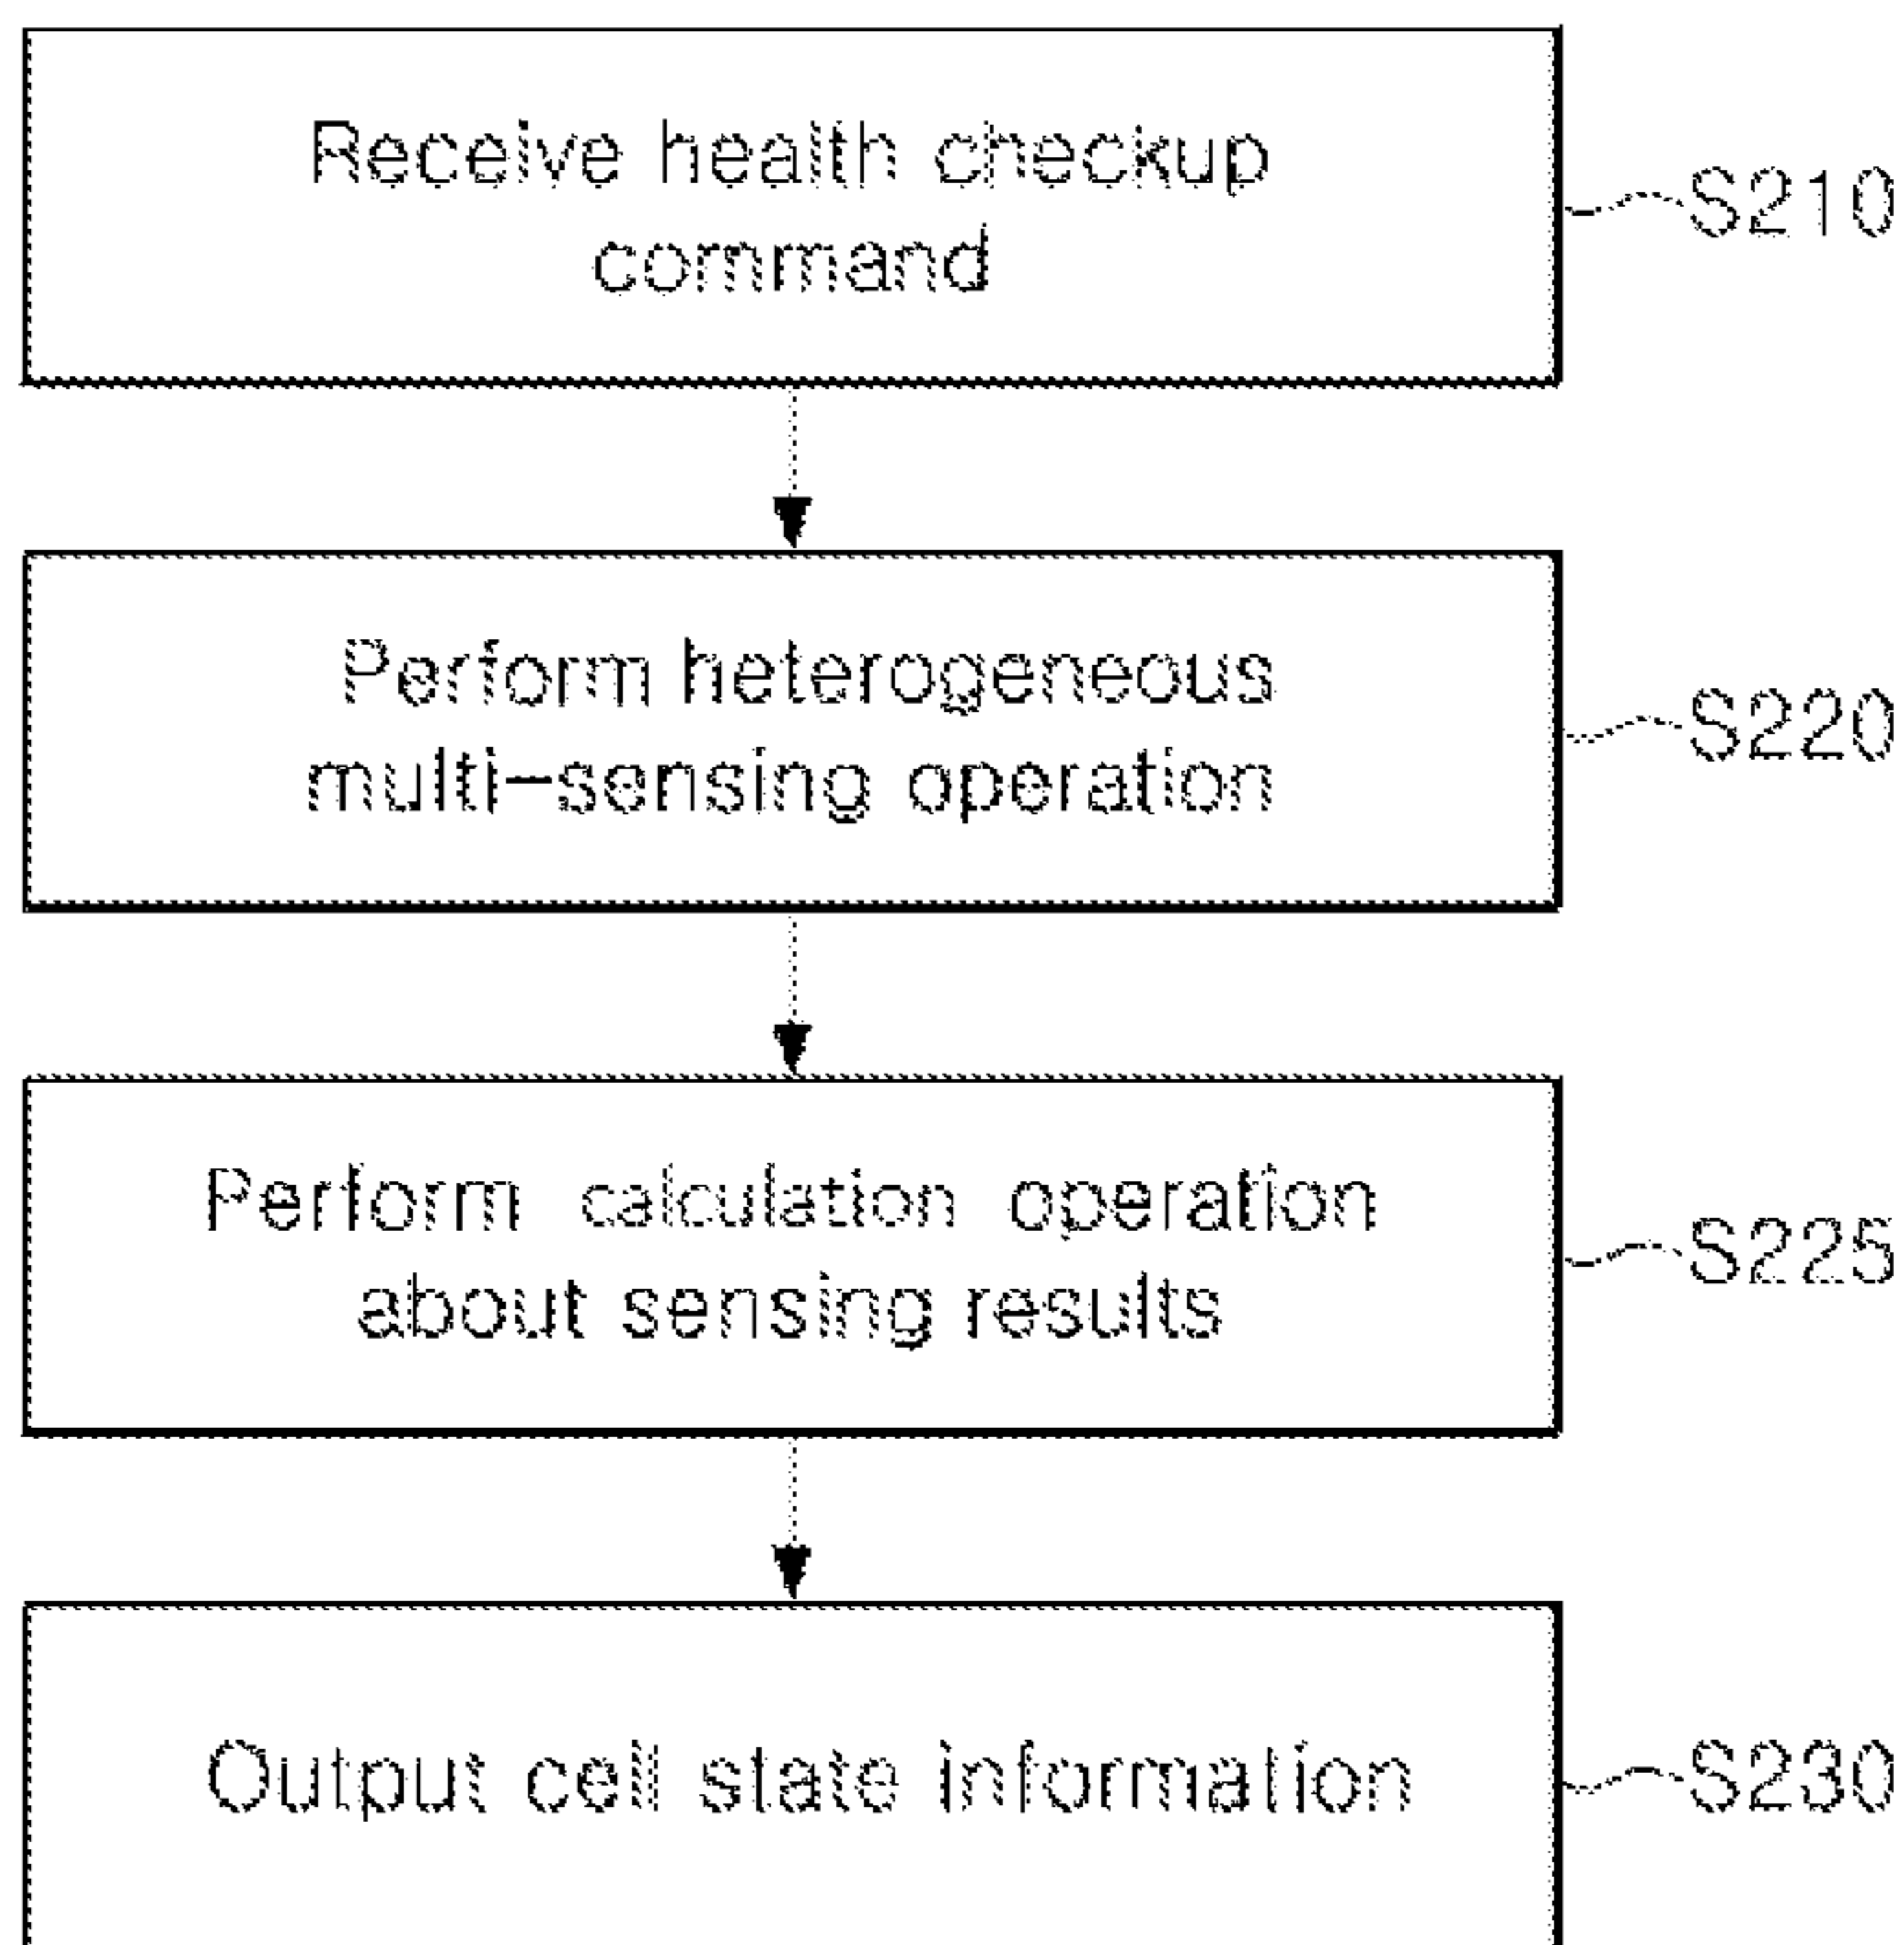 Receive health checkup
command
S210
Perform heterogeneous
multi-sensing operation
S220
Perform calculation operation
about sensing results
S225
Output cell state information
S230